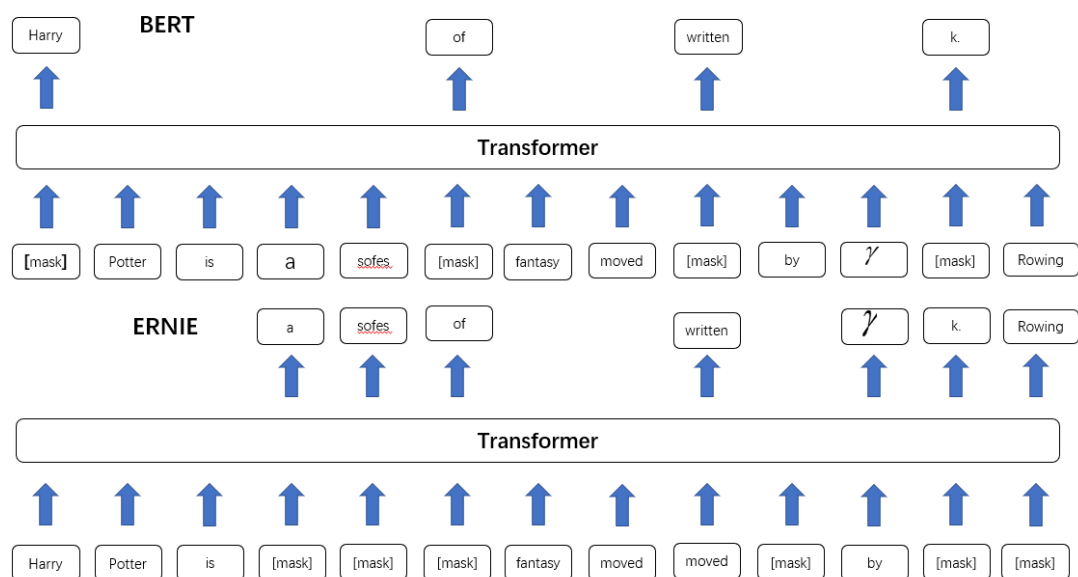 BERT
Harry of written k.
Transformer
[mask] Potter is a sofes [mask] fantasy moved [mask] by γ [mask] Rowing
ERNIE
a sofes of written γ k. Rowing
Transformer
Harry Potter is [mask] [mask] [mask] fantasy moved moved [mask] by [mask] [mask]